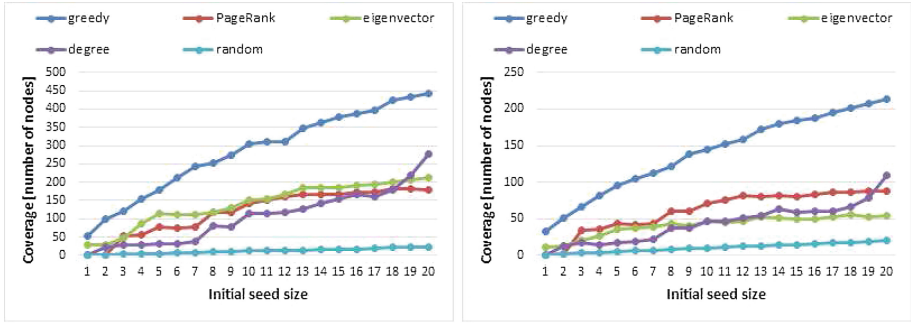 greedy PageRank eigenvector
degree random
Coverage [number of nodes]
500
450
400
350
300
250
200
150
100
50
0
1 2 3 4 5 6 7 8 9 10 11 12 13 14 15 16 17 18 19 20
Initial seed size
greedy PageRank eigenvector
degree random
Coverage [number of nodes]
250
200
150
100
50
0
1 2 3 4 5 6 7 8 9 10 11 12 13 14 15 16 17 18 19 20
Initial seed size